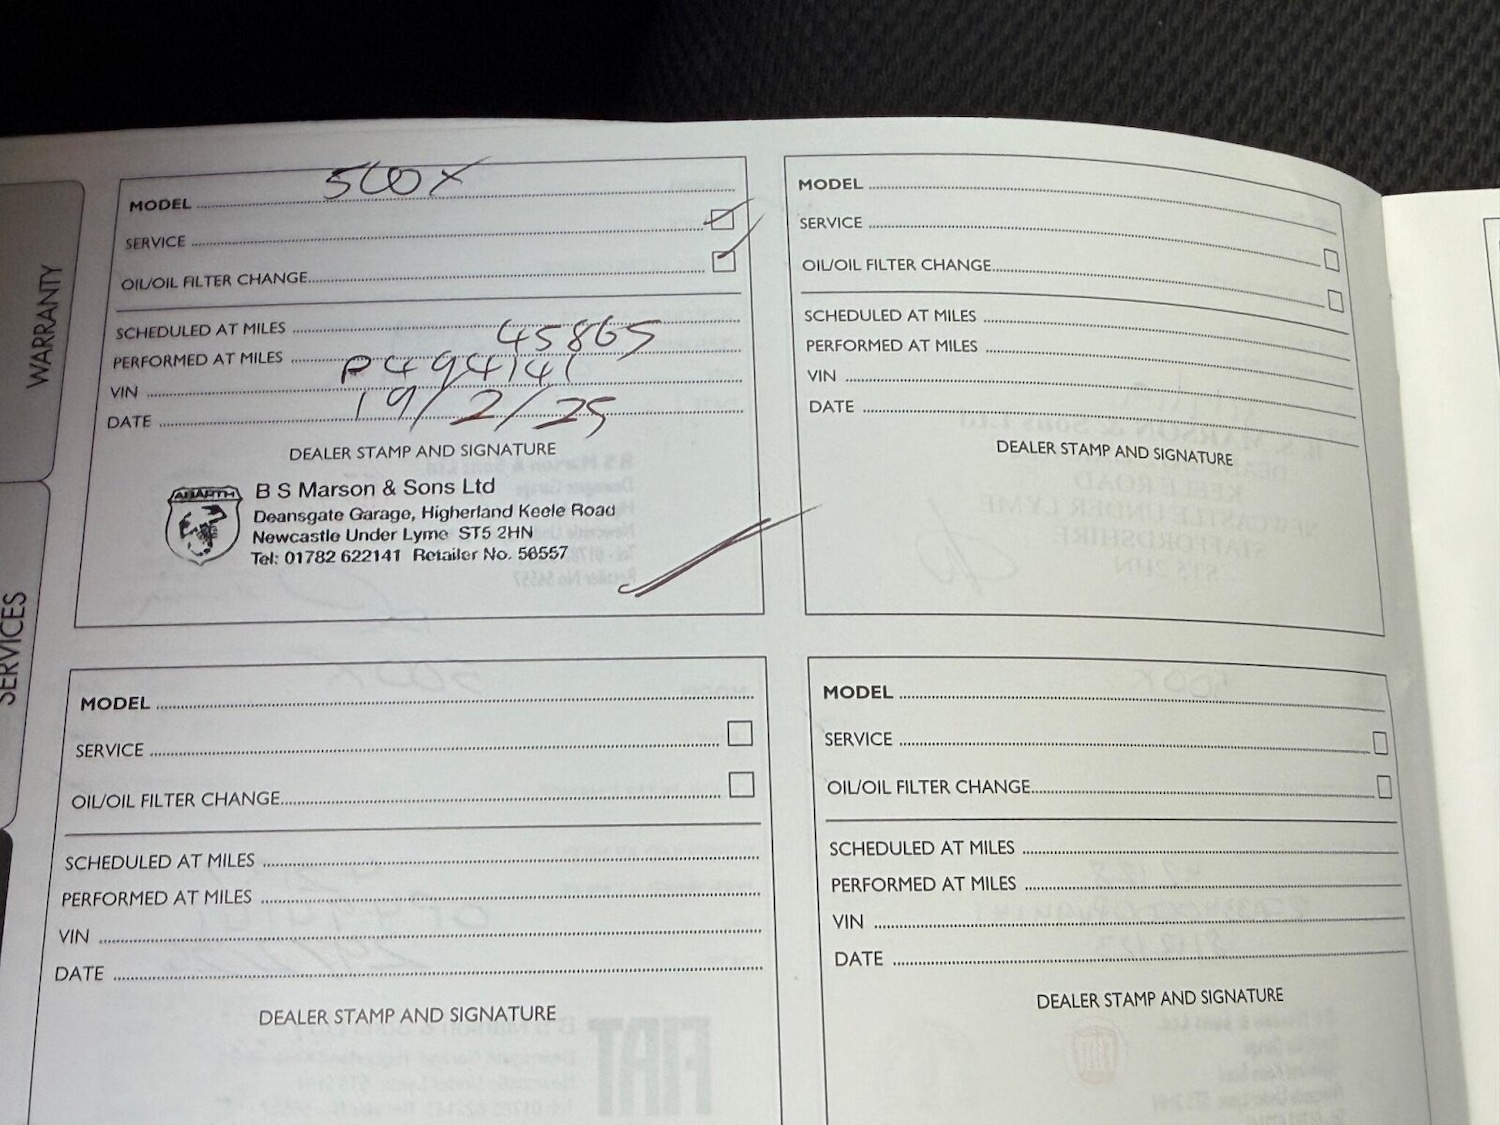 WARRANTY
SERVICES
MODEL 500X
SERVICE
OIL/OIL FILTER CHANGE
SCHEDULED AT MILES
PERFORMED AT MILES 45865
VIN P494141
DATE 19/2/25
DEALER STAMP AND SIGNATURE
ABARTH
B S Marson & Sons Ltd
Deansgate Garage, Higherland Keele Road
Newcastle Under Lyme ST5 2HN
Tel: 01782 622141 Retailer No. 56557
MODEL
SERVICE
OIL/OIL FILTER CHANGE
SCHEDULED AT MILES
PERFORMED AT MILES
VIN
DATE
DEALER STAMP AND SIGNATURE
MODEL
SERVICE
OIL/OIL FILTER CHANGE
SCHEDULED AT MILES
PERFORMED AT MILES
VIN
DATE
DEALER STAMP AND SIGNATURE
MODEL
SERVICE
OIL/OIL FILTER CHANGE
SCHEDULED AT MILES
PERFORMED AT MILES
VIN
DATE
DEALER STAMP AND SIGNATURE